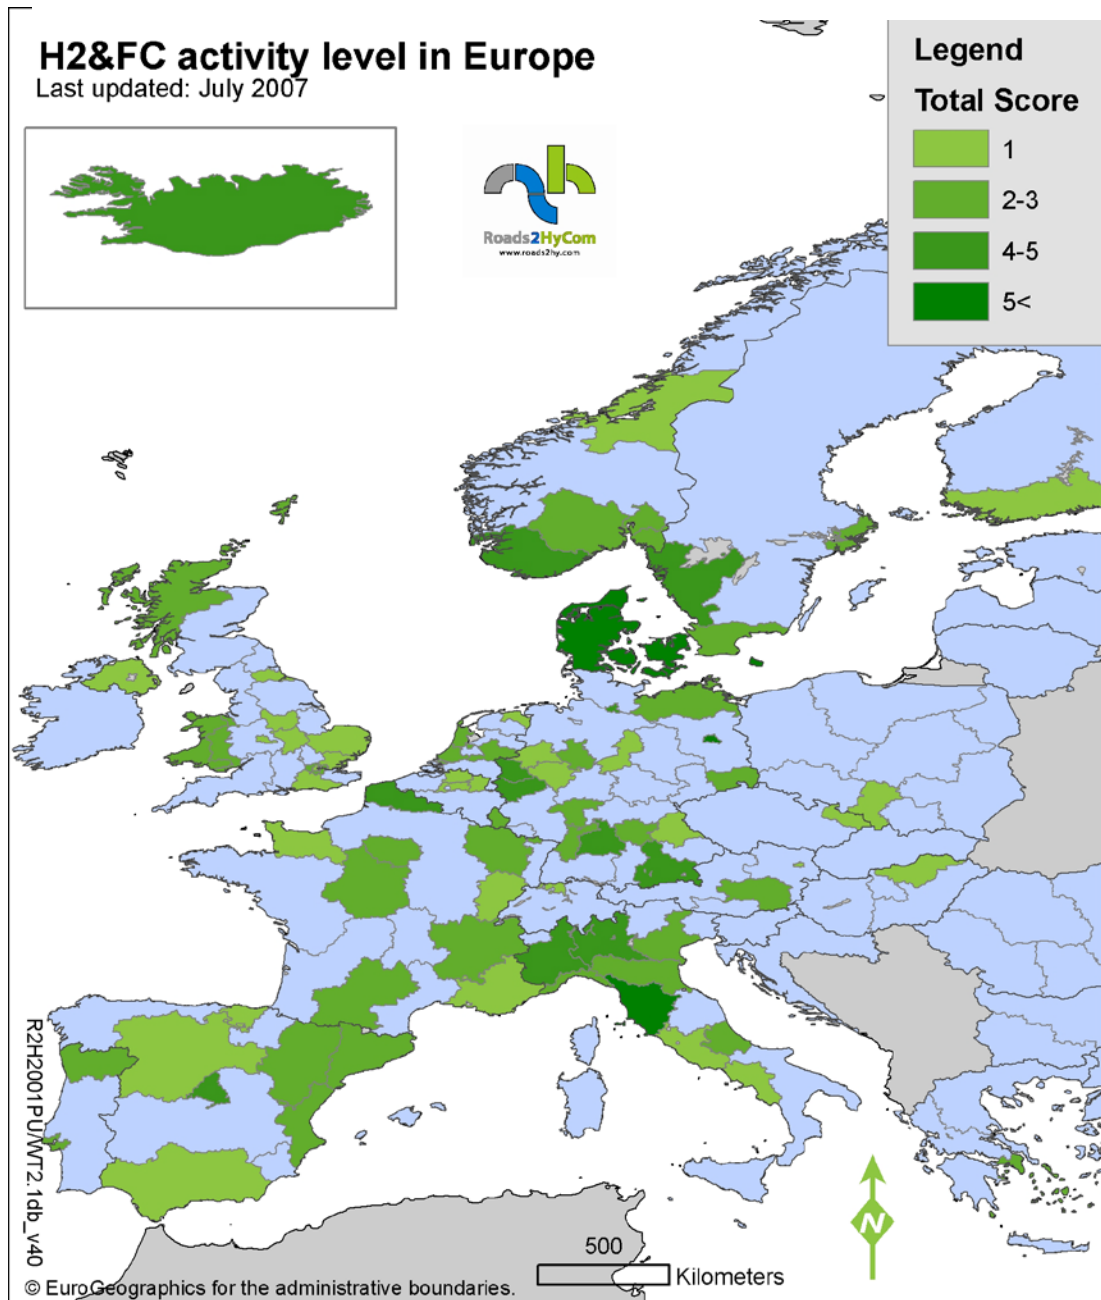 H2&FC activity level in Europe
Last updated: July 2007
Roads2HyCom
www.roads2hy.com
Legend
Total Score
1
2-3
4-5
5<
R2H2001PU/WT2.1db_v40
N
500
Kilometers
© EuroGeographics for the administrative boundaries.